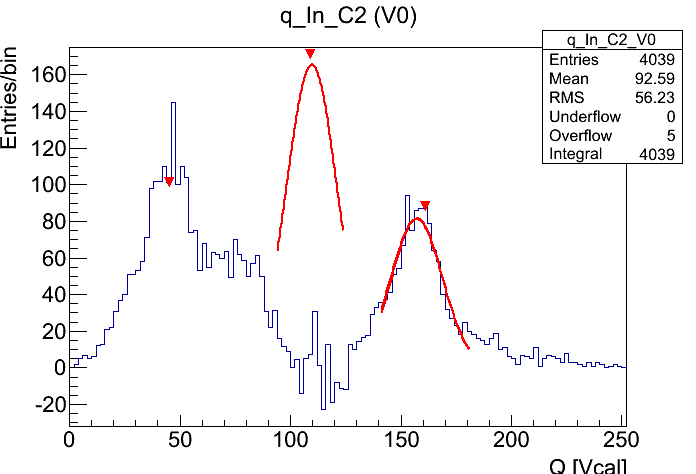 q_In_C2 (V0)
Entries/bin
q_In_C2_V0
Entries 4039
Mean 92.59
RMS 56.23
Underflow 0
Overflow 5
Integral 4039
160
140
120
100
80
60
40
20
0
-20
0 50 100 150 200 250
Q [Vcal]